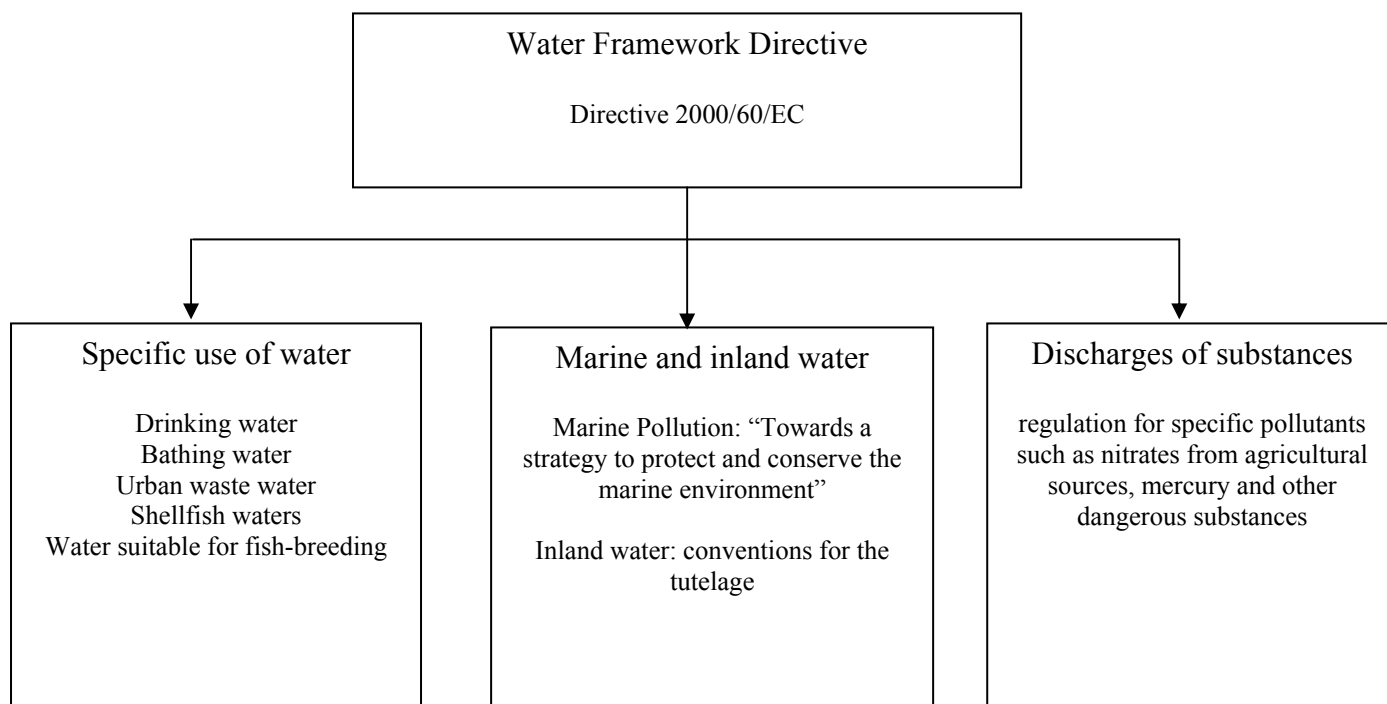 Water Framework Directive
Directive 2000/60/EC
Specific use of water
Drinking water
Bathing water
Urban waste water
Shellfish waters
Water suitable for fish-breeding
Marine and inland water
Marine Pollution: “Towards a
strategy to protect and conserve the
marine environment”
Inland water: conventions for the
tutelage
Discharges of substances
regulation for specific pollutants
such as nitrates from agricultural
sources, mercury and other
dangerous substances